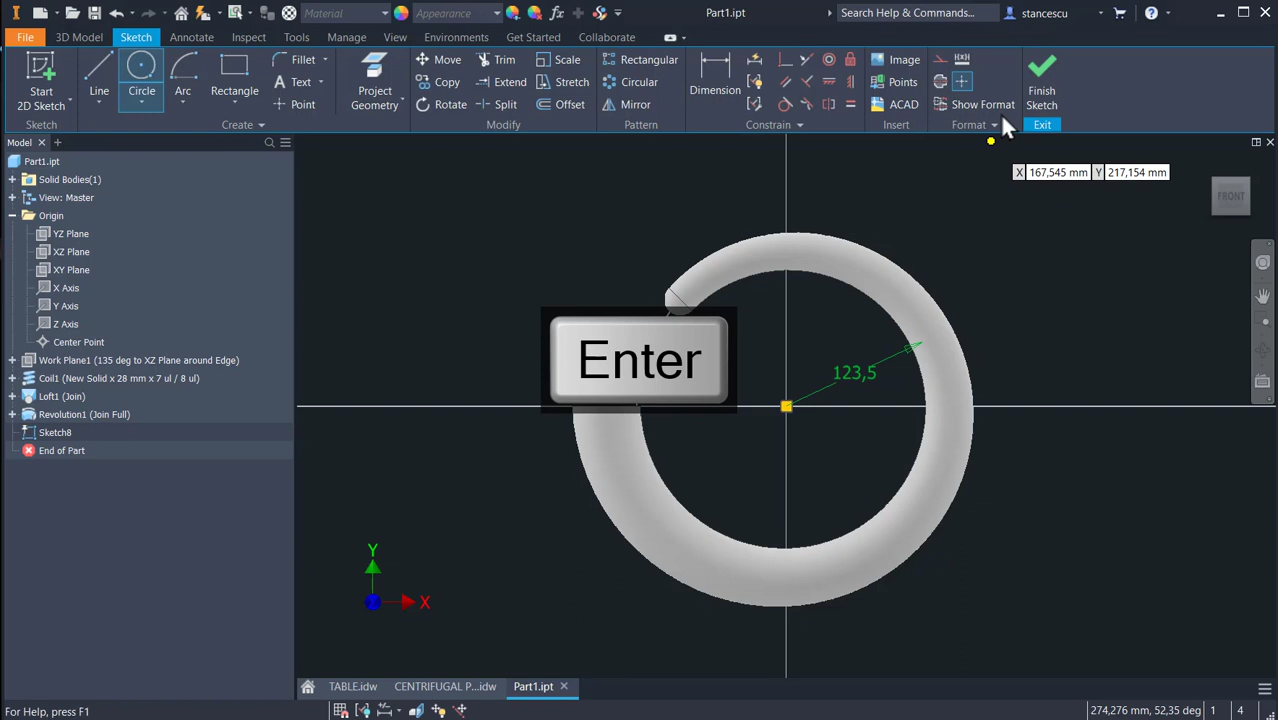 Material
Appearance
Part1.ipt
Search Help & Commands...
stancescu
File
3D Model
Sketch
Annotate
Inspect
Tools
Manage
View
Environments
Get Started
Collaborate
Start
2D Sketch
Line
Circle
Arc
Rectangle
Fillet
Text
Point
Project
Geometry
Move
Trim
Scale
Copy
Extend
Stretch
Rotate
Split
Offset
Rectangular
Circular
Mirror
Dimension
Image
Points
ACAD
Show Format
Finish
Sketch
Sketch
Create
Modify
Pattern
Constrain
Insert
Format
Exit
Model
Part1.ipt
Solid Bodies(1)
View: Master
Origin
YZ Plane
XZ Plane
XY Plane
X Axis
Y Axis
Z Axis
Center Point
Work Plane1 (135 deg to XZ Plane around Edge)
Coil1 (New Solid x 28 mm x 7 ul / 8 ul)
Loft1 (Join)
Revolution1 (Join Full)
Sketch8
End of Part
X 167,545 mm Y 217,154 mm
FRONT
Enter
123,5
Y
X
TABLE.idw
CENTRIFUGAL P...idw
Part1.ipt
For Help, press F1
274,276 mm, 52,35 deg
1
4